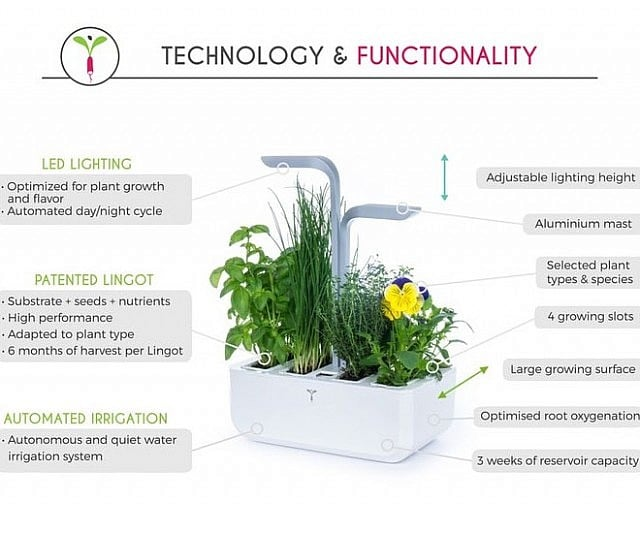 TECHNOLOGY & FUNCTIONALITY
LED LIGHTING
• Optimized for plant growth
and flavor
• Automated day/night cycle
PATENTED LINGOT
• Substrate + seeds + nutrients
• High performance
• Adapted to plant type
• 6 months of harvest per Lingot
AUTOMATED IRRIGATION
• Autonomous and quiet water
irrigation system
Adjustable lighting height
Aluminium mast
Selected plant
types & species
4 growing slots
Large growing surface
Optimised root oxygenation
3 weeks of reservoir capacity